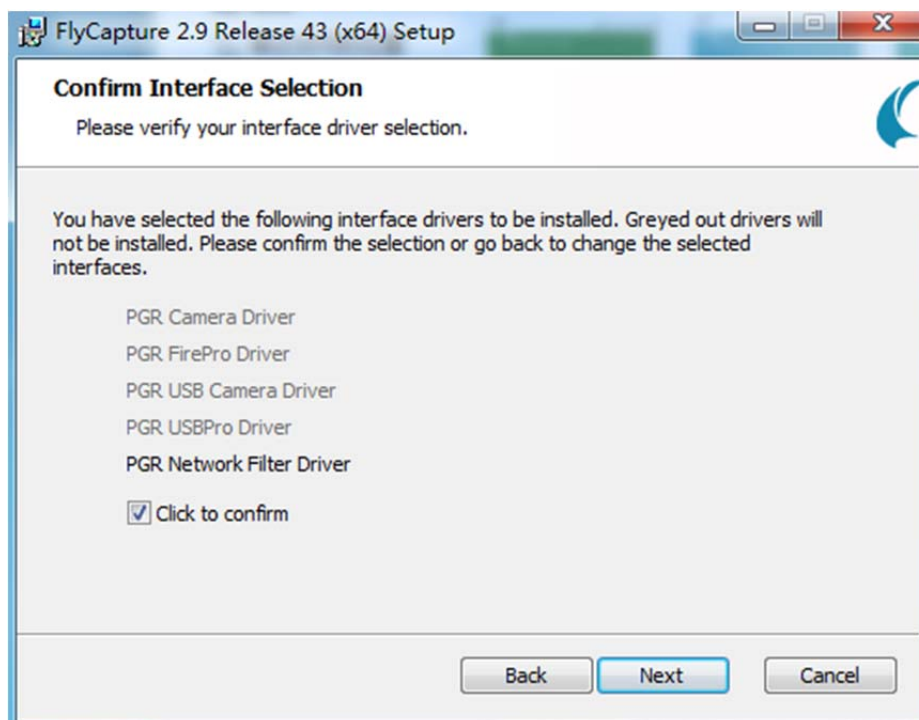 FlyCapture 2.9 Release 43 (x64) Setup
Confirm Interface Selection
Please verify your interface driver selection.
You have selected the following interface drivers to be installed. Greyed out drivers will
not be installed. Please confirm the selection or go back to change the selected
interfaces.
PGR Camera Driver
PGR FirePro Driver
PGR USB Camera Driver
PGR USBPro Driver
PGR Network Filter Driver
Click to confirm
Back
Next
Cancel